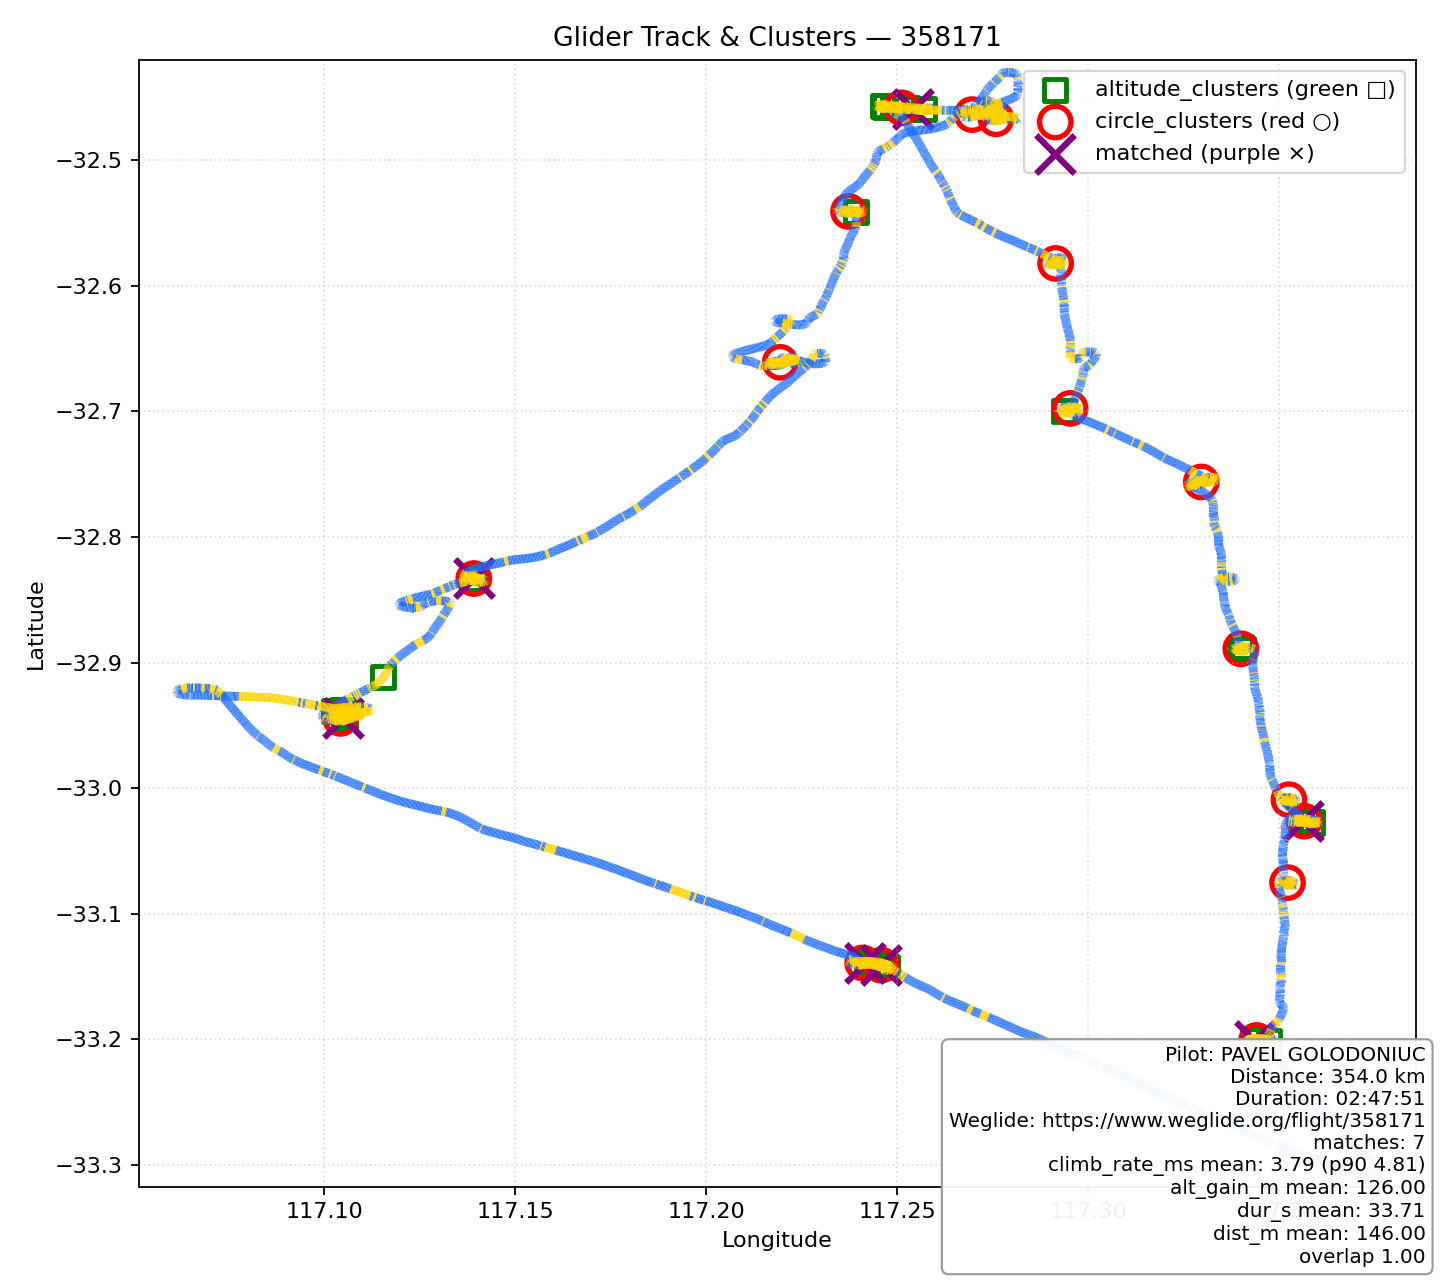 Glider Track & Clusters — 358171
altitude_clusters (green □)
circle_clusters (red ○)
matched (purple ×)
Latitude
−32.5
−32.6
−32.7
−32.8
−32.9
−33.0
−33.1
−33.2
−33.3
117.10
117.15
117.20
117.25
117.30
Longitude
Pilot: PAVEL GOLODONIUC
Distance: 354.0 km
Duration: 02:47:51
Weglide: https://www.weglide.org/flight/358171
matches: 7
climb_rate_ms mean: 3.79 (p90 4.81)
alt_gain_m mean: 126.00
dur_s mean: 33.71
dist_m mean: 146.00
overlap 1.00